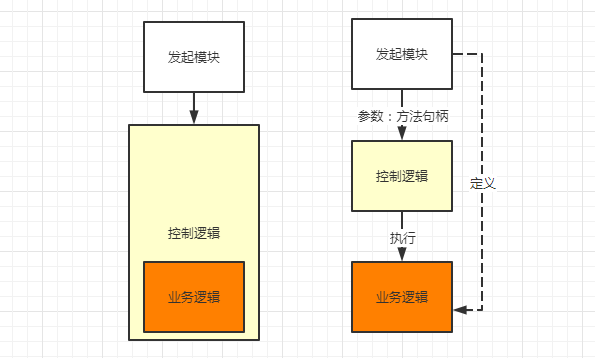 发起模块
控制逻辑
业务逻辑
发起模块
参数：方法句柄
控制逻辑
定义
执行
业务逻辑